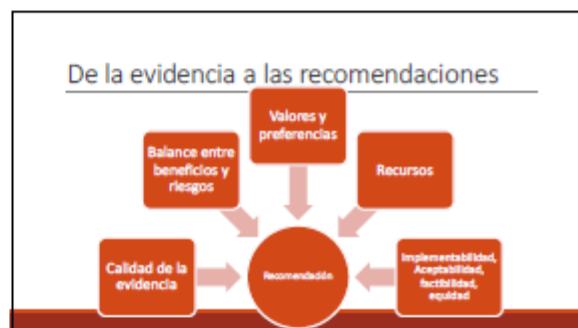 De la evidencia a las recomendaciones
Valores y
preferencias
Balance entre
beneficios y
riesgos
Recursos
Calidad de la
evidencia
Recomendación
Implementabilidad,
Aceptabilidad,
factibilidad,
equidad